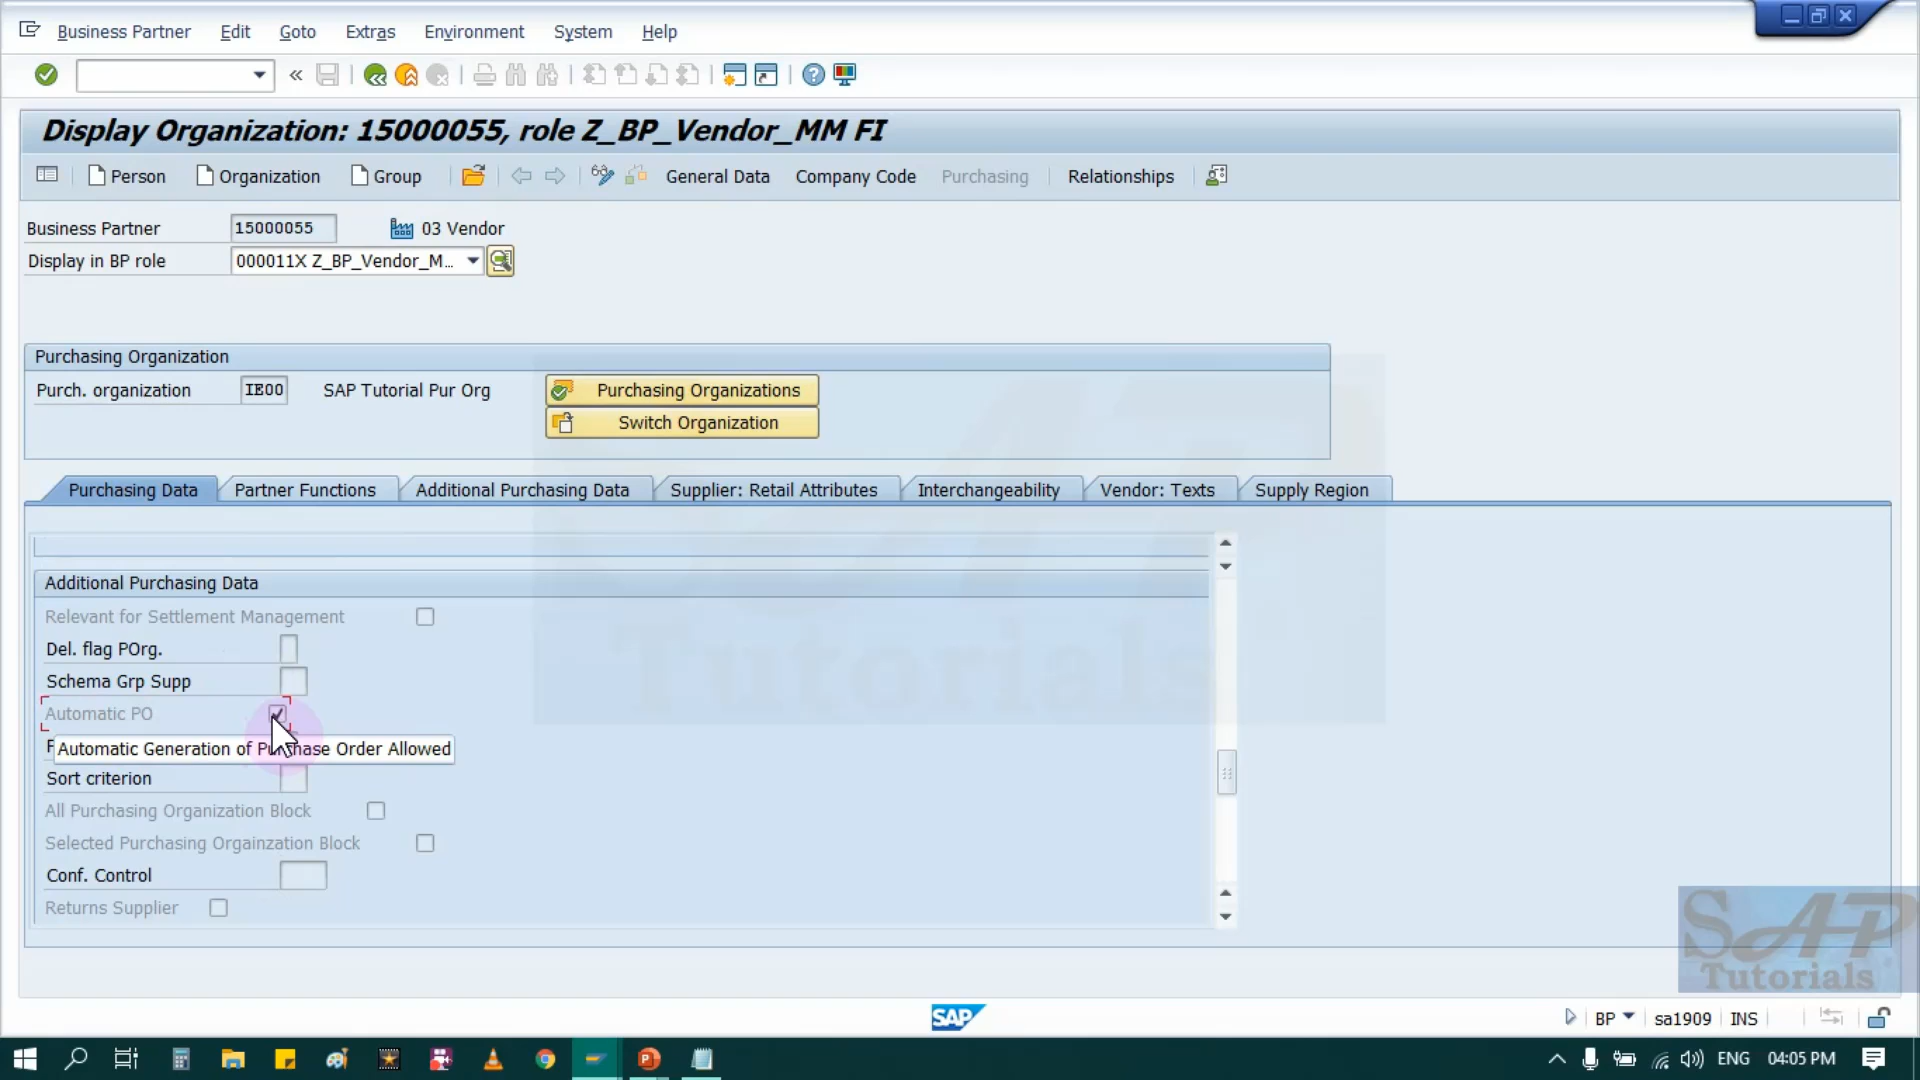 Business Partner Edit Goto Extras Environment System Help
Display Organization: 15000055, role Z_BP_Vendor_MM FI
Person Organization Group General Data Company Code Purchasing Relationships
Business Partner 15000055 03 Vendor
Display in BP role 000011X Z_BP_Vendor_M...
Purchasing Organization
Purch. organization IE00 SAP Tutorial Pur Org Purchasing Organizations
Switch Organization
Purchasing Data Partner Functions Additional Purchasing Data Supplier: Retail Attributes Interchangeability Vendor: Texts Supply Region
Additional Purchasing Data
Relevant for Settlement Management
Del. flag POrg.
Schema Grp Supp
Automatic PO
Automatic Generation of Purchase Order Allowed
Sort criterion
All Purchasing Organization Block
Selected Purchasing Orgainzation Block
Conf. Control
Returns Supplier
SAP
Tutorials
SAP
Tutorials
SAP
BP sa1909 INS
ENG 04:05 PM